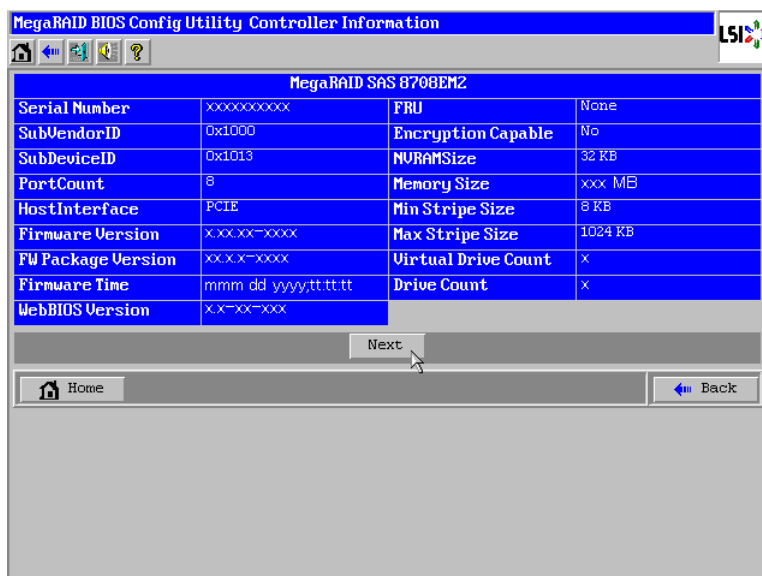 MegaRAID BIOS Config Utility Controller Information
LSI
MegaRAID SAS 8708EM2
Serial Number xxxxxxxxxx FRU None
SubVendorID 0x1000 Encryption Capable No
SubDeviceID 0x1013 NVRAMSize 32 KB
PortCount 8 Memory Size xxx MB
HostInterface PCIE Min Stripe Size 8 KB
Firmware Version x.xx.xx-xxxx Max Stripe Size 1024 KB
FW Package Version xx.x.x-xxxx Virtual Drive Count x
Firmware Time mmm dd yyyy;tt:tt:tt Drive Count x
WebBIOS Version x.x-xx-xxx
Next
Home Back